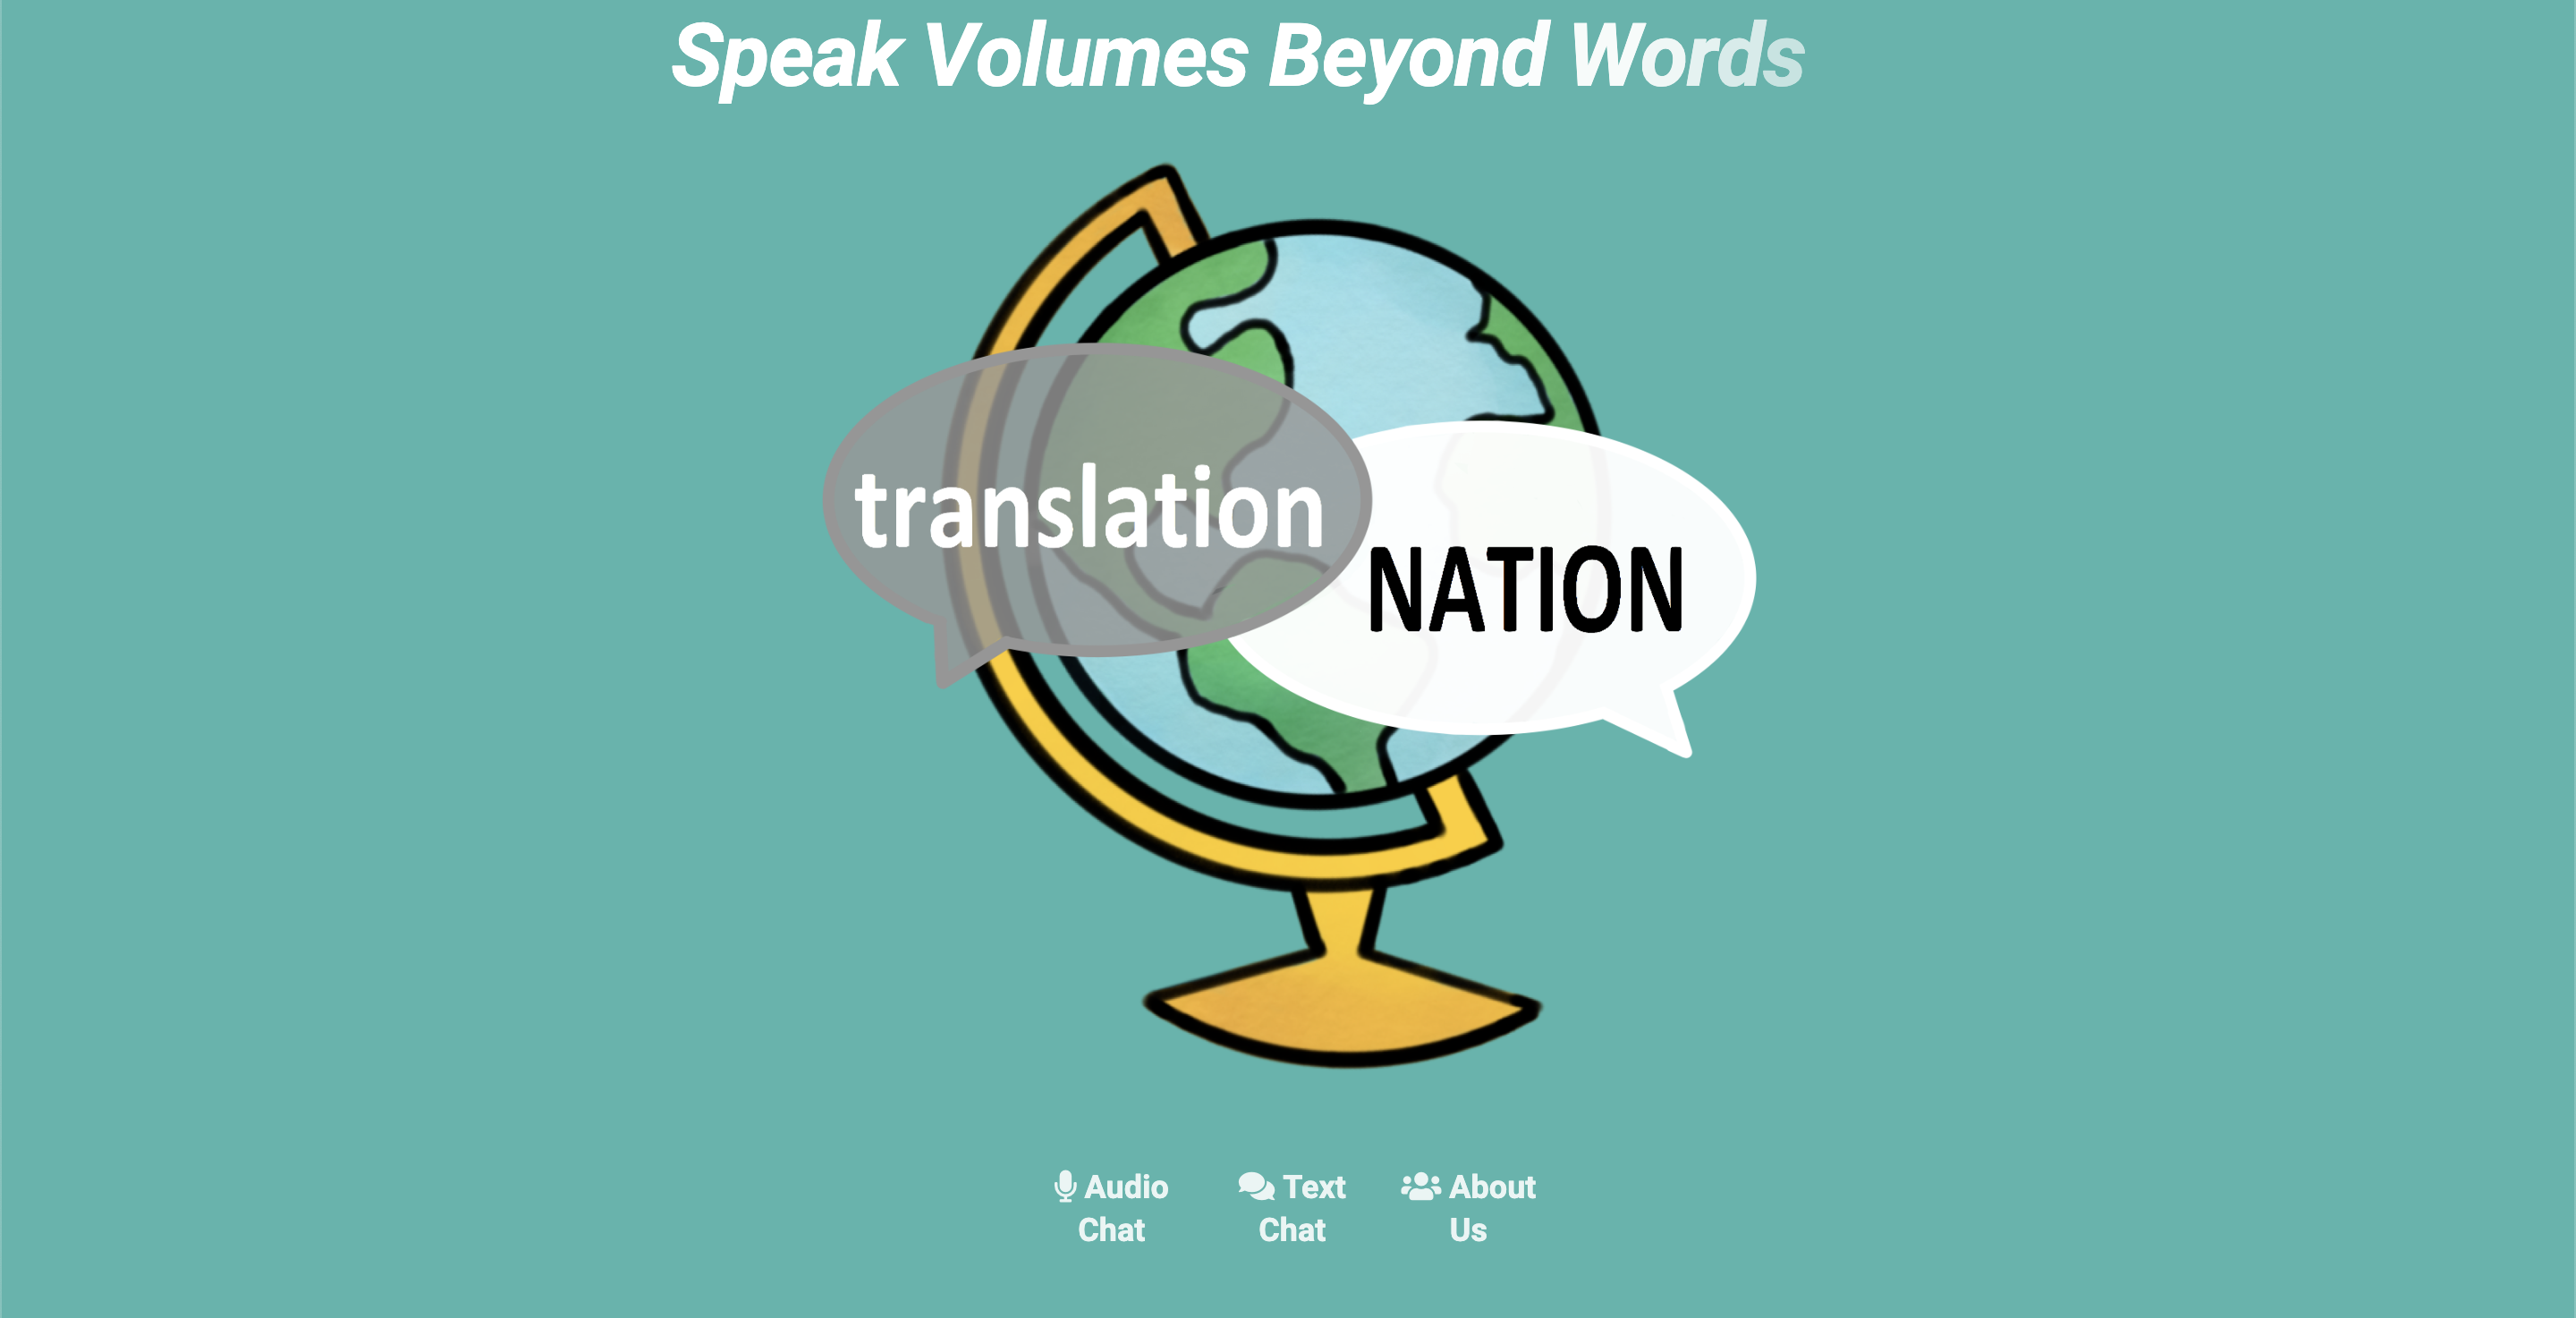 Speak Volumes Beyond Words
translation
NATION
Audio
Chat
Text
Chat
About
Us